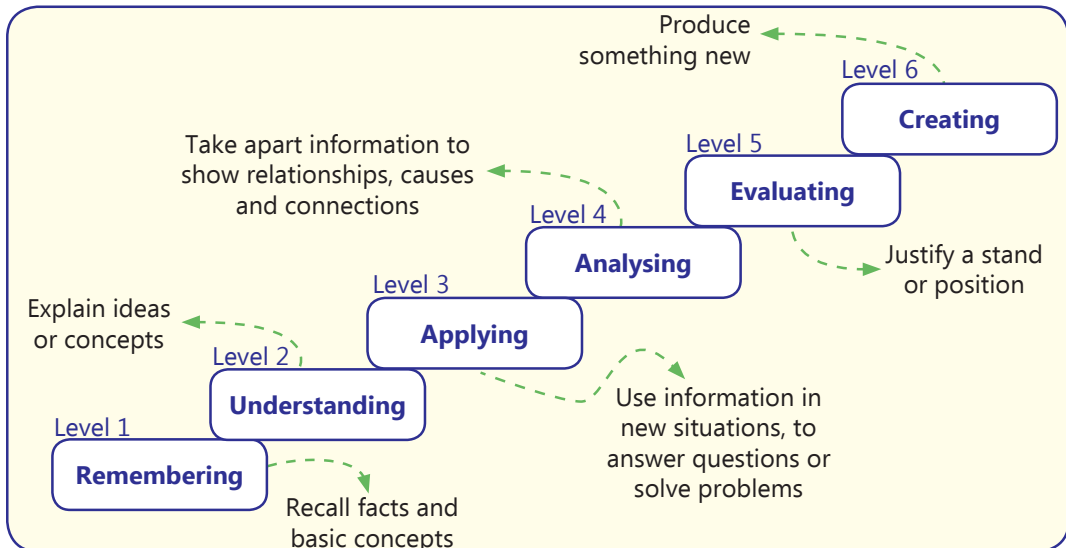 Produce
something new
Level 6
Creating
Take apart information to
show relationships, causes
and connections
Level 5
Evaluating
Justify a stand
or position
Level 4
Analysing
Explain ideas
or concepts
Level 3
Applying
Use information in
new situations, to
answer questions or
solve problems
Level 2
Understanding
Level 1
Remembering
Recall facts and
basic concepts